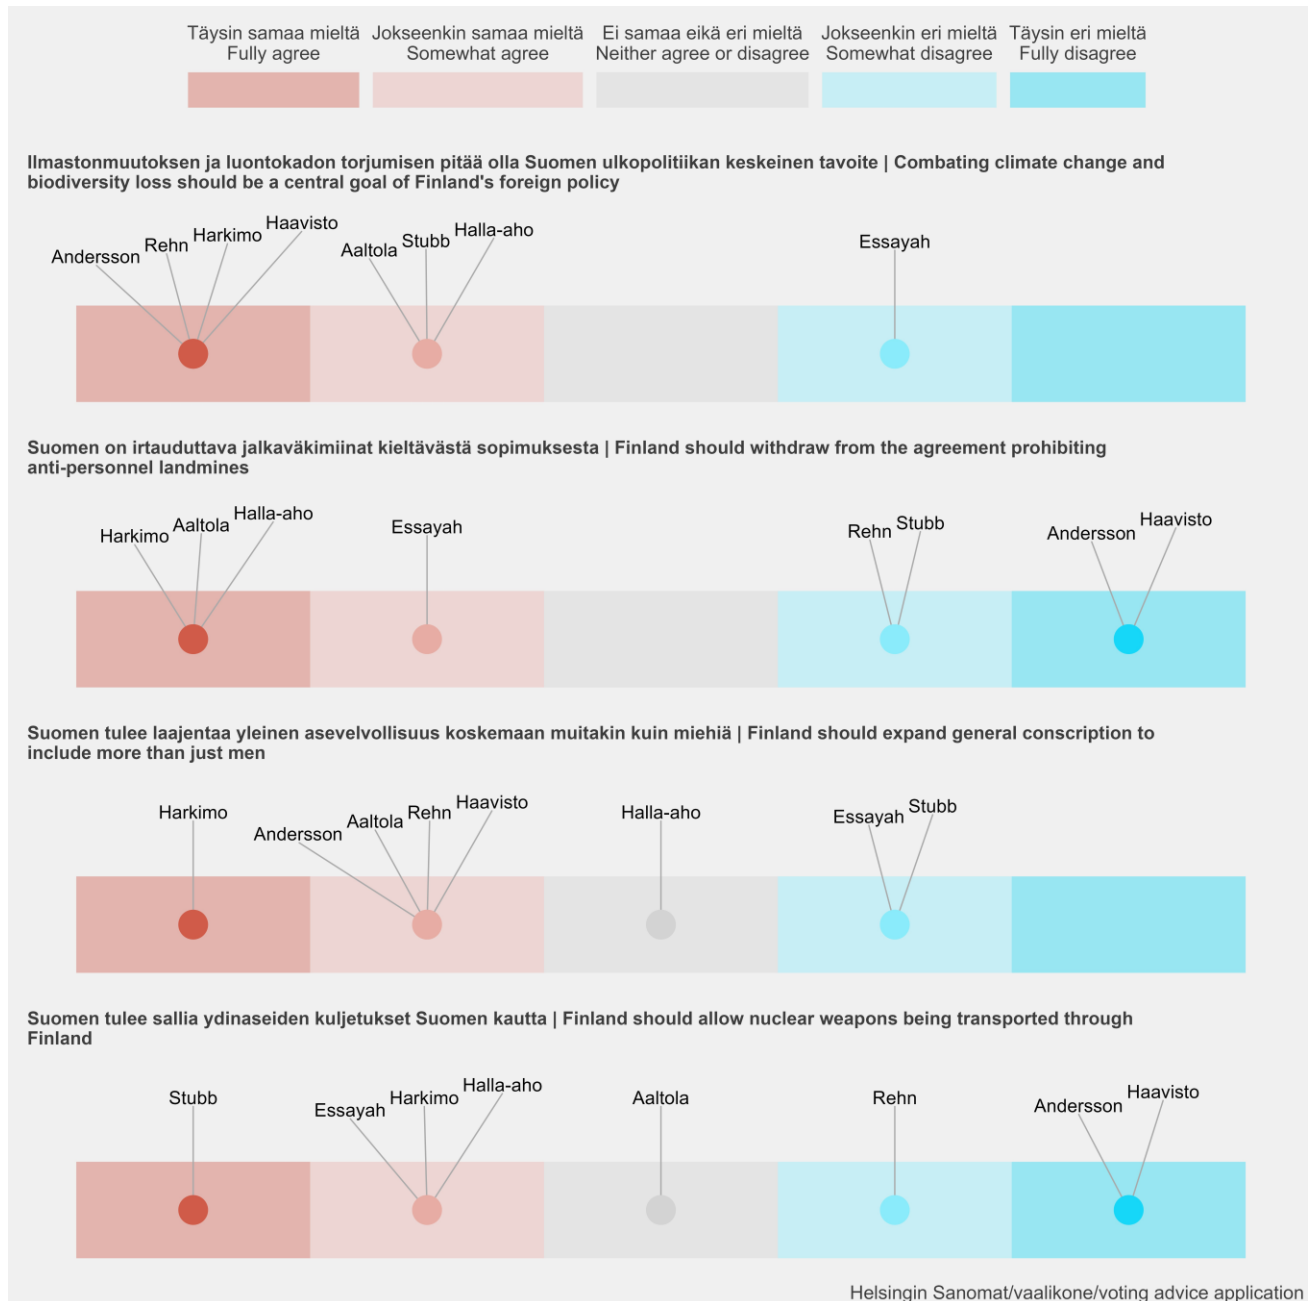 Täysin samaa mieltä
Fully agree
Jokseenkin samaa mieltä
Somewhat agree
Ei samaa eikä eri mieltä
Neither agree or disagree
Jokseenkin eri mieltä
Somewhat disagree
Täysin eri mieltä
Fully disagree
Ilmastonmuutoksen ja luontokadon torjumisen pitää olla Suomen ulkopolitiikan keskeinen tavoite | Combating climate change and
biodiversity loss should be a central goal of Finland's foreign policy
Andersson
Rehn
Harkimo
Haavisto
Aaltola
Stubb
Halla-aho
Essayah
Suomen on irtauduttava jalkaväkimiinat kieltävästä sopimuksesta | Finland should withdraw from the agreement prohibiting
anti-personnel landmines
Harkimo
Aaltola
Halla-aho
Essayah
Rehn
Stubb
Andersson
Haavisto
Suomen tulee laajentaa yleinen asevelvollisuus koskemaan muitakin kuin miehiä | Finland should expand general conscription to
include more than just men
Harkimo
Andersson
Aaltola
Rehn
Haavisto
Halla-aho
Essayah
Stubb
Suomen tulee sallia ydinaseiden kuljetukset Suomen kautta | Finland should allow nuclear weapons being transported through
Finland
Stubb
Essayah
Harkimo
Halla-aho
Aaltola
Rehn
Andersson
Haavisto
Helsingin Sanomat/vaalikone/voting advice application